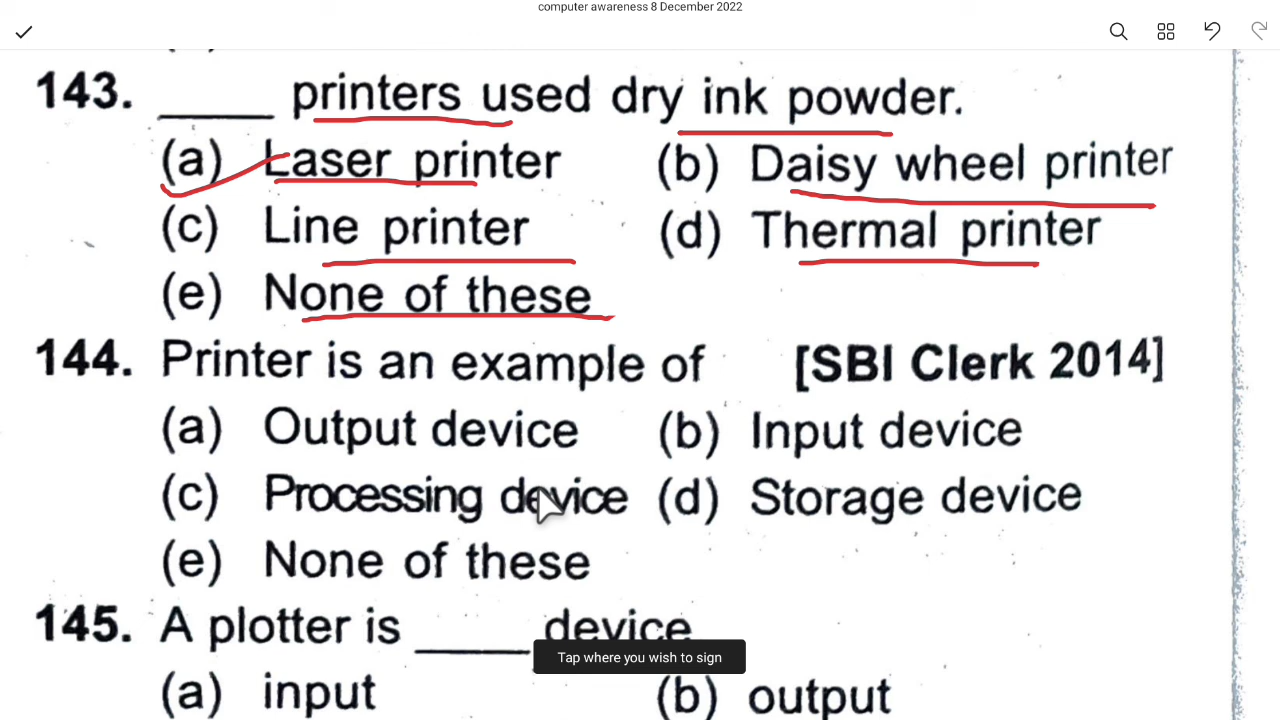 computer awareness 8 December 2022
143. _____ printers used dry ink powder.
(a) Laser printer (b) Daisy wheel printer
(c) Line printer (d) Thermal printer
(e) None of these
144. Printer is an example of [SBI Clerk 2014]
(a) Output device (b) Input device
(c) Processing device (d) Storage device
(e) None of these
145. A plotter is _____ device
Tap where you wish to sign
(a) input (b) output